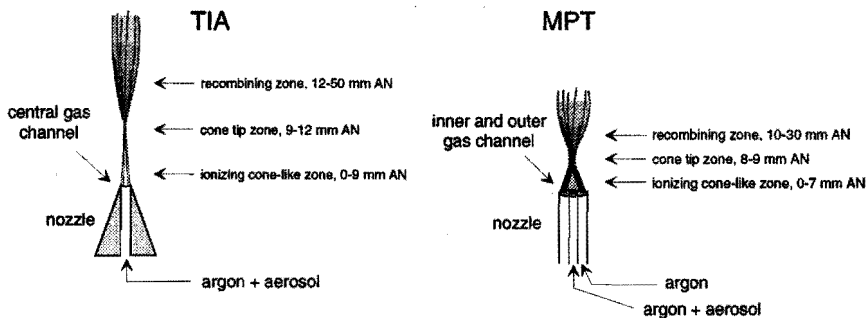 TIA
recombining zone, 12-50 mm AN
central gas
channel
cone tip zone, 9-12 mm AN
ionizing cone-like zone, 0-9 mm AN
nozzle
argon + aerosol
MPT
inner and outer
gas channel
recombining zone, 10-30 mm AN
cone tip zone, 8-9 mm AN
ionizing cone-like zone, 0-7 mm AN
nozzle
argon
argon + aerosol